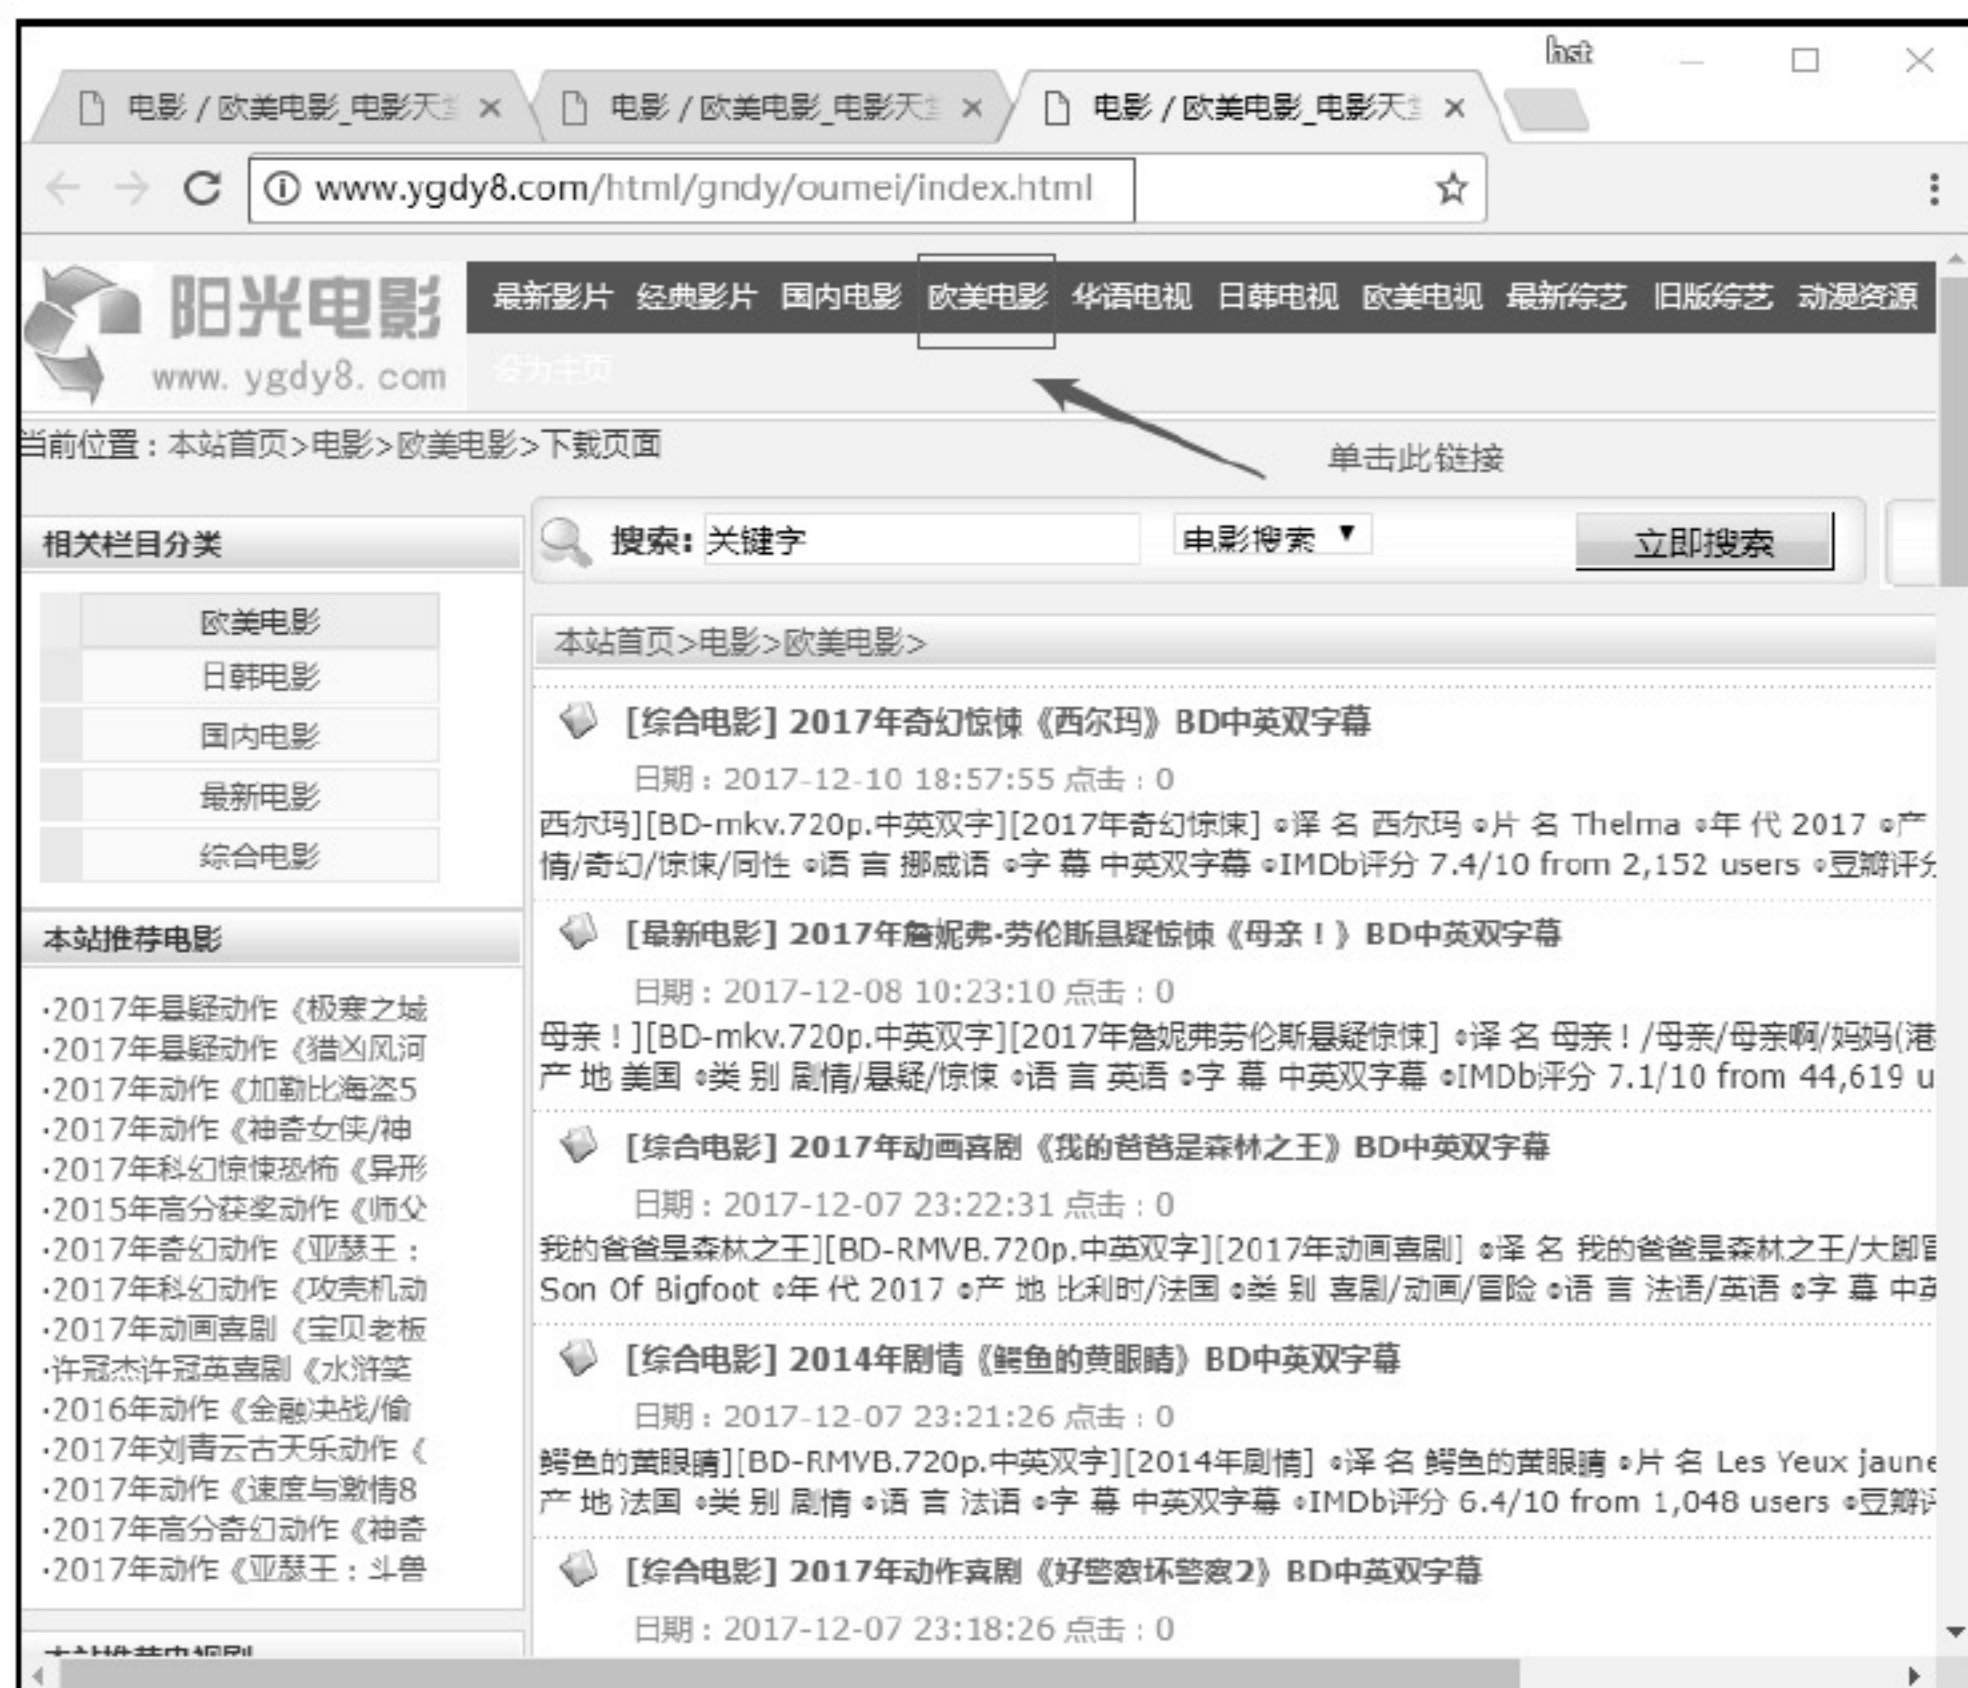 hst
电影 / 欧美电影_电影天
电影 / 欧美电影_电影天
电影 / 欧美电影_电影天
www.ygdy8.com/html/gndy/oumei/index.html
阳光电影
www.ygdy8.com
最新影片 经典影片 国内电影 欧美电影 华语电视 日韩电视 欧美电视 最新综艺 旧版综艺 动漫资源
设为主页
当前位置：本站首页>电影>欧美电影>下载页面
单击此链接
相关栏目分类
搜索: 关键字 电影搜索 立即搜索
欧美电影
日韩电影
国内电影
最新电影
综合电影
本站推荐电影
·2017年悬疑动作《极寒之城
·2017年悬疑动作《猎凶风河
·2017年动作《加勒比海盗5
·2017年动作《神奇女侠/神
·2017年科幻惊悚恐怖《异形
·2015年高分获奖动作《师父
·2017年奇幻动作《亚瑟王：
·2017年科幻动作《攻壳机动
·2017年动画喜剧《宝贝老板
·许冠杰许冠英喜剧《水浒笑
·2016年动作《金融决战/偷
·2017年刘青云古天乐动作《
·2017年动作《速度与激情8
·2017年高分奇幻动作《神奇
·2017年动作《亚瑟王：斗兽
本站推荐电视剧
本站首页>电影>欧美电影>
[综合电影] 2017年奇幻惊悚《西尔玛》BD中英双字幕
日期：2017-12-10 18:57:55 点击：0
西尔玛][BD-mkv.720p.中英双字][2017年奇幻惊悚] ◎译 名 西尔玛 ◎片 名 Thelma ◎年 代 2017 ◎产
情/奇幻/惊悚/同性 ◎语 言 挪威语 ◎字 幕 中英双字幕 ◎IMDb评分 7.4/10 from 2,152 users ◎豆瓣评分
[最新电影] 2017年詹妮弗·劳伦斯悬疑惊悚《母亲！》BD中英双字幕
日期：2017-12-08 10:23:10 点击：0
母亲！][BD-mkv.720p.中英双字][2017年詹妮弗劳伦斯悬疑惊悚] ◎译 名 母亲！/母亲/母亲啊/妈妈(港
产 地 美国 ◎类 别 剧情/悬疑/惊悚 ◎语 言 英语 ◎字 幕 中英双字幕 ◎IMDb评分 7.1/10 from 44,619 u
[综合电影] 2017年动画喜剧《我的爸爸是森林之王》BD中英双字幕
日期：2017-12-07 23:22:31 点击：0
我的爸爸是森林之王][BD-RMVB.720p.中英双字][2017年动画喜剧] ◎译 名 我的爸爸是森林之王/大脚冒
Son Of Bigfoot ◎年 代 2017 ◎产 地 比利时/法国 ◎类 别 喜剧/动画/冒险 ◎语 言 法语/英语 ◎字 幕 中英
[综合电影] 2014年剧情《鳄鱼的黄眼睛》BD中英双字幕
日期：2017-12-07 23:21:26 点击：0
鳄鱼的黄眼睛][BD-RMVB.720p.中英双字][2014年剧情] ◎译 名 鳄鱼的黄眼睛 ◎片 名 Les Yeux jaune
产 地 法国 ◎类 别 剧情 ◎语 言 法语 ◎字 幕 中英双字幕 ◎IMDb评分 6.4/10 from 1,048 users ◎豆瓣评
[综合电影] 2017年动作喜剧《好警察坏警察2》BD中英双字幕
日期：2017-12-07 23:18:26 点击：0